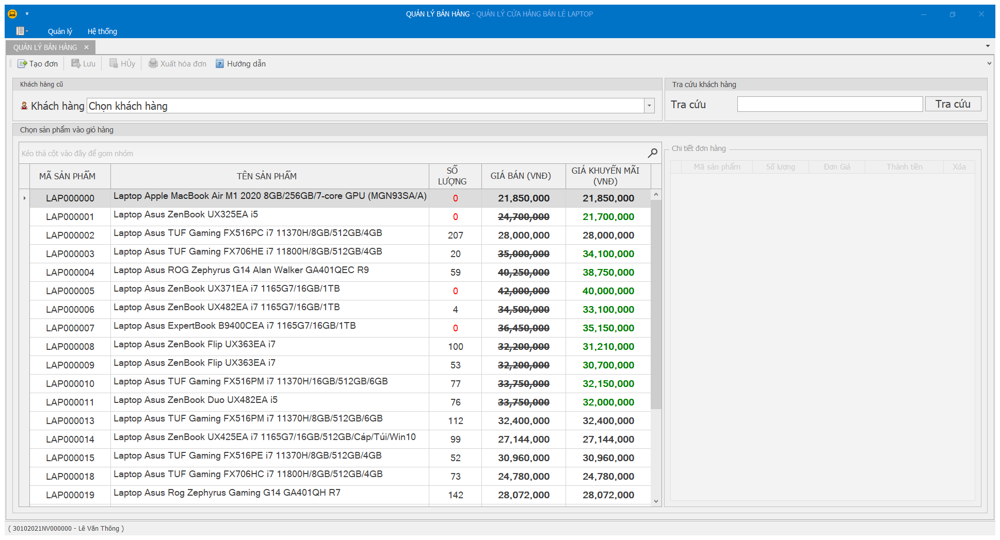 QUẢN LÝ BÁN HÀNG - QUẢN LÝ CỬA HÀNG BÁN LẺ LAPTOP
Quản lý Hệ thống
QUẢN LÝ BÁN HÀNG
Tạo đơn Lưu HỦy Xuất hóa đơn Hướng dẫn
Khách hàng cũ
Khách hàng Chọn khách hàng
Tra cứu khách hàng
Tra cứu Tra cứu
Chọn sản phẩm vào giỏ hàng
Kéo thả cột vào đây để gom nhóm
MÃ SẢN PHẨM TÊN SẢN PHẨM SỐ LƯỢNG GIÁ BÁN (VNĐ) GIÁ KHUYẾN MÃI (VNĐ)
LAP000000 Laptop Apple MacBook Air M1 2020 8GB/256GB/7-core GPU (MGN93SA/A) 0 21,850,000 21,850,000
LAP000001 Laptop Asus ZenBook UX325EA i5 0 24,700,000 21,700,000
LAP000002 Laptop Asus TUF Gaming FX516PC i7 11370H/8GB/512GB/4GB 207 28,000,000 28,000,000
LAP000003 Laptop Asus TUF Gaming FX706HE i7 11800H/8GB/512GB/4GB 20 35,000,000 34,100,000
LAP000004 Laptop Asus ROG Zephyrus G14 Alan Walker GA401QEC R9 59 40,250,000 38,750,000
LAP000005 Laptop Asus ZenBook UX371EA i7 1165G7/16GB/1TB 0 42,000,000 40,000,000
LAP000006 Laptop Asus ZenBook UX482EA i7 1165G7/16GB/1TB 4 34,500,000 33,100,000
LAP000007 Laptop Asus ExpertBook B9400CEA i7 1165G7/16GB/1TB 0 36,450,000 35,150,000
LAP000008 Laptop Asus ZenBook Flip UX363EA i7 100 32,200,000 31,210,000
LAP000009 Laptop Asus ZenBook Flip UX363EA i7 53 32,200,000 30,700,000
LAP000010 Laptop Asus TUF Gaming FX516PM i7 11370H/16GB/512GB/6GB 77 33,750,000 32,150,000
LAP000011 Laptop Asus ZenBook Duo UX482EA i5 76 33,750,000 32,000,000
LAP000013 Laptop Asus TUF Gaming FX516PM i7 11370H/8GB/512GB/6GB 112 32,400,000 32,400,000
LAP000014 Laptop Asus ZenBook UX425EA i7 1165G7/16GB/512GB/Cáp/Túi/Win10 99 27,144,000 27,144,000
LAP000015 Laptop Asus TUF Gaming FX516PE i7 11370H/8GB/512GB/4GB 52 30,960,000 30,960,000
LAP000018 Laptop Asus TUF Gaming FX706HC i7 11800H/8GB/512GB/4GB 73 24,780,000 24,780,000
LAP000019 Laptop Asus Rog Zephyrus Gaming G14 GA401QH R7 142 28,072,000 28,072,000
Chi tiết đơn hàng
Mã sản phẩm Số lượng Đơn Giá Thành tiền Xóa
( 30102021NV000000 - Lê Văn Thông )